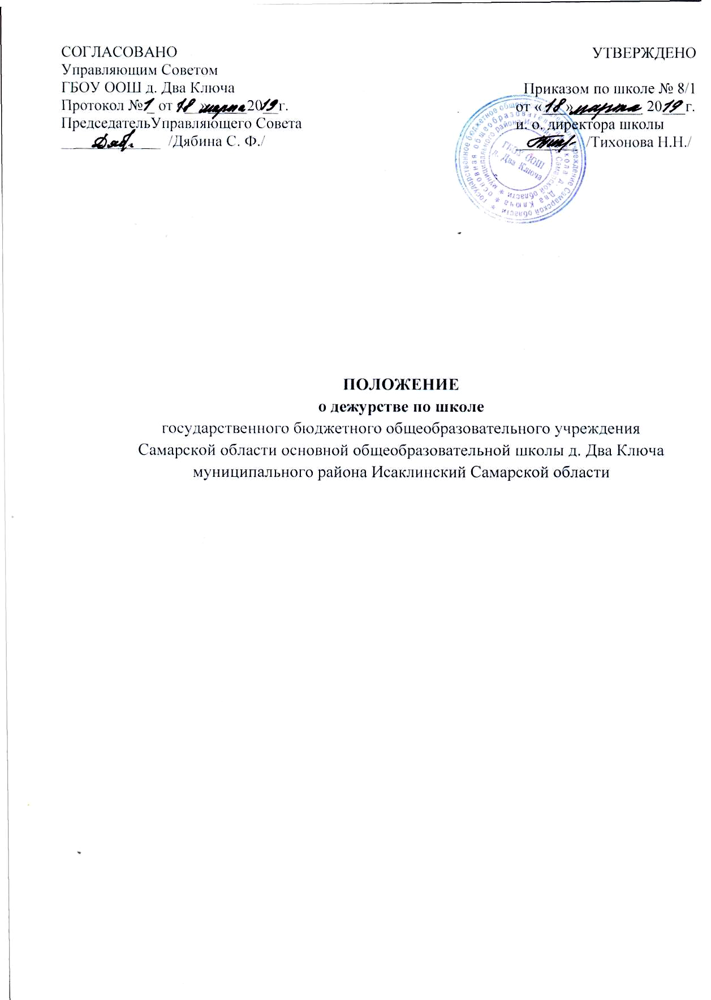 СОГЛАСОВАНО
Управляющим Советом
ГБОУ ООШ д. Два Ключа
Протокол №1 от 18 марта 2019 г.
ПредседательУправляющего Совета
/Дябина С. Ф./
УТВЕРЖДЕНО
Приказом по школе № 8/1
от «18» марта 2019 г.
и. о. директора школы
/Тихонова Н.Н./
ГБОУ ООШ
д. Два Ключа
ПОЛОЖЕНИЕ
о дежурстве по школе
государственного бюджетного общеобразовательного учреждения
Самарской области основной общеобразовательной школы д. Два Ключа
муниципального района Исаклинский Самарской области